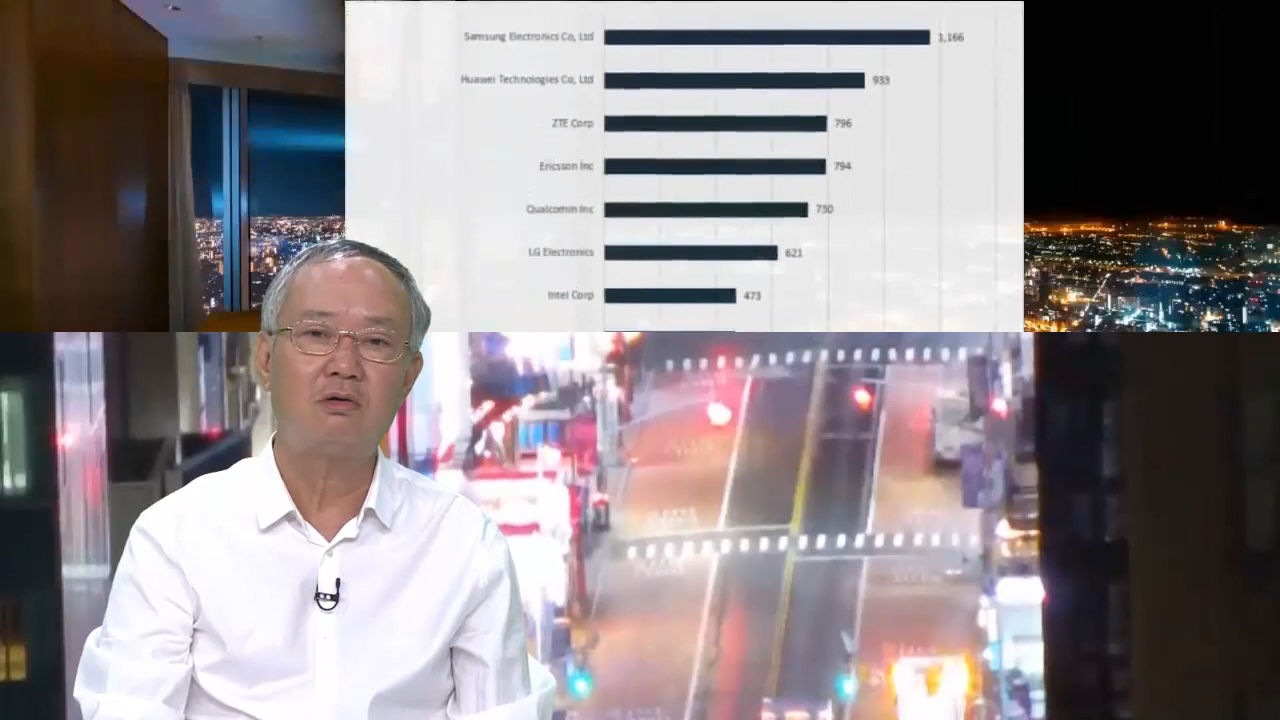 Samsung Electronics Co, Ltd 1,166
Huawei Technologies Co, Ltd 933
ZTE Corp 796
Ericsson Inc 794
Qualcomm Inc 730
LG Electronics 621
Intel Corp 473